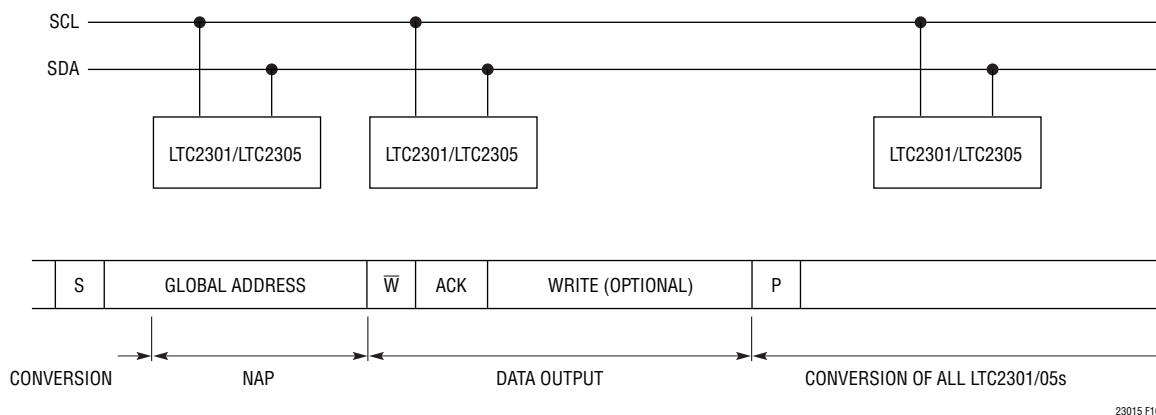 SCL
SDA
LTC2301/LTC2305
LTC2301/LTC2305
LTC2301/LTC2305
S
GLOBAL ADDRESS
W̅
ACK
WRITE (OPTIONAL)
P
CONVERSION
NAP
DATA OUTPUT
CONVERSION OF ALL LTC2301/05s